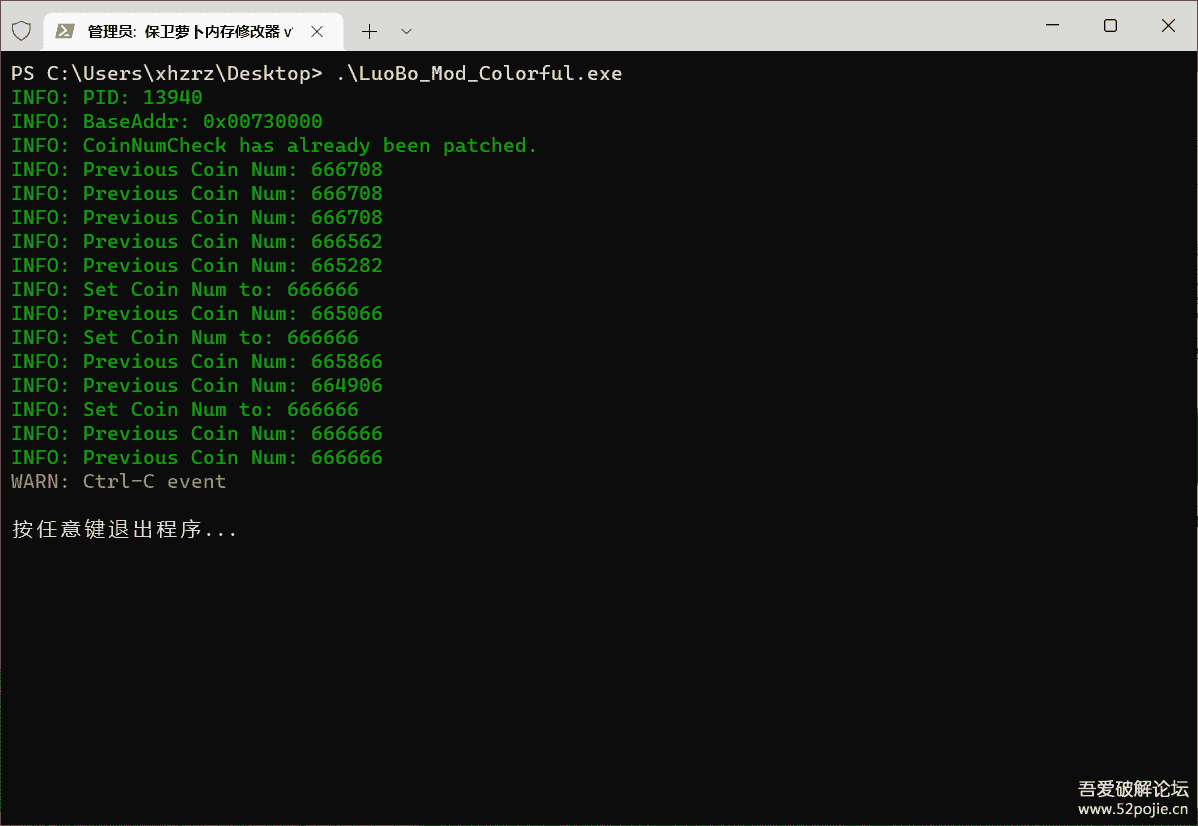 管理员: 保卫萝卜内存修改器 v
PS C:\Users\xhzrz\Desktop> .\LuoBo_Mod_Colorful.exe
INFO: PID: 13940
INFO: BaseAddr: 0x00730000
INFO: CoinNumCheck has already been patched.
INFO: Previous Coin Num: 666708
INFO: Previous Coin Num: 666708
INFO: Previous Coin Num: 666708
INFO: Previous Coin Num: 666562
INFO: Previous Coin Num: 665282
INFO: Set Coin Num to: 666666
INFO: Previous Coin Num: 665066
INFO: Set Coin Num to: 666666
INFO: Previous Coin Num: 665866
INFO: Previous Coin Num: 664906
INFO: Set Coin Num to: 666666
INFO: Previous Coin Num: 666666
INFO: Previous Coin Num: 666666
WARN: Ctrl-C event
按任意键退出程序...
吾爱破解论坛
www.52pojie.cn